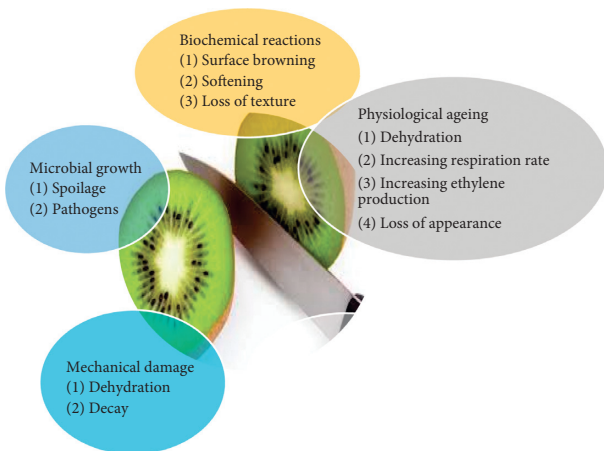 Biochemical reactions
(1) Surface browning
(2) Softening
(3) Loss of texture
Physiological ageing
(1) Dehydration
(2) Increasing respiration rate
(3) Increasing ethylene
production
(4) Loss of appearance
Microbial growth
(1) Spoilage
(2) Pathogens
Mechanical damage
(1) Dehydration
(2) Decay